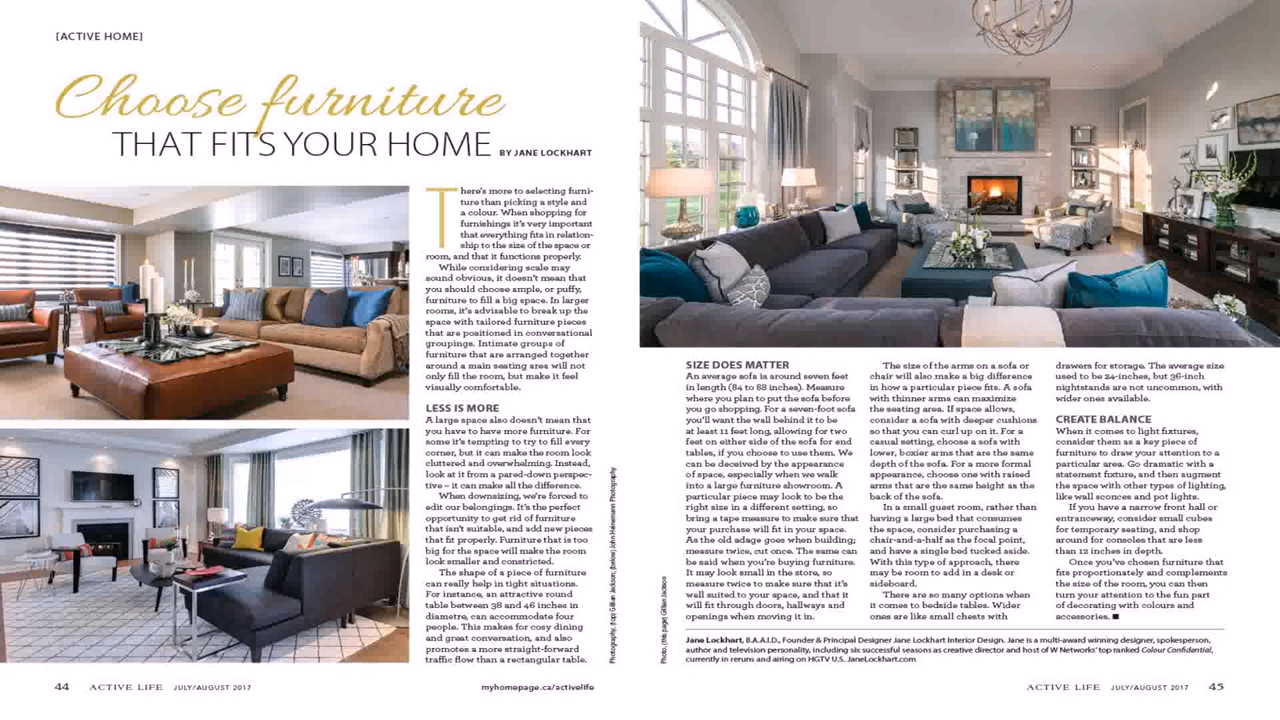 [ACTIVE HOME]
Choose furniture
THAT FITS YOUR HOME BY JANE LOCKHART
There's more to selecting furni-
ture than picking a style and
a colour. When shopping for
furnishings it's very important
that everything fits in relation-
ship to the size of the space or
room, and that it functions properly.
While considering scale may
sound obvious, it doesn't mean that
you should choose ample, or puffy,
furniture to fill a big space. In larger
rooms, it's advisable to break up the
space with tailored furniture pieces
that are positioned in conversational
groupings. Intimate groups of
furniture that are arranged together
around a main seating area will not
only fill the room, but make it feel
visually comfortable.
LESS IS MORE
A large space also doesn't mean that
you have to have more furniture. For
some it's tempting to try to fill every
corner, but it can make the room look
cluttered and overwhelming. Instead,
look at it from a pared-down perspec-
tive – it can make all the difference.
When downsizing, we're forced to
edit our belongings. It's the perfect
opportunity to get rid of furniture
that isn't suitable, and add new pieces
that fit properly. Furniture that is too
big for the space will make the room
look smaller and constricted.
The shape of a piece of furniture
can really help in tight situations.
For instance, an attractive round
table between 38 and 46 inches in
diametre, can accommodate four
people. This makes for cosy dining
and great conversation, and also
promotes a more straight-forward
traffic flow than a rectangular table.
Photography, (top) Gillian Jackson; (below) John Heinemann Photography
44 ACTIVE LIFE JULY/AUGUST 2017
myhomepage.ca/activelife
Photo, (this page) Gillian Jackson
SIZE DOES MATTER
An average sofa is around seven feet
in length (84 to 88 inches). Measure
where you plan to put the sofa before
you go shopping. For a seven-foot sofa
you'll want the wall behind it to be
at least 11 feet long, allowing for two
feet on either side of the sofa for end
tables, if you choose to use them. We
can be deceived by the appearance
of space, especially when we walk
into a large furniture showroom. A
particular piece may look to be the
right size in a different setting, so
bring a tape measure to make sure that
your purchase will fit in your space.
As the old adage goes when building;
measure twice, cut once. The same can
be said when you're buying furniture.
It may look small in the store, so
measure twice to make sure that it's
well suited to your space, and that it
will fit through doors, hallways and
openings when moving it in.
The size of the arms on a sofa or
chair will also make a big difference
in how a particular piece fits. A sofa
with thinner arms can maximize
the seating area. If space allows,
consider a sofa with deeper cushions
so that you can curl up on it. For a
casual setting, choose a sofa with
lower, boxier arms that are the same
depth of the sofa. For a more formal
appearance, choose one with raised
arms that are the same height as the
back of the sofa.
In a small guest room, rather than
having a large bed that consumes
the space, consider purchasing a
chair-and-a-half as the focal point,
and have a single bed tucked aside.
With this type of approach, there
may be room to add in a desk or
sideboard.
There are so many options when
it comes to bedside tables. Wider
ones are like small chests with
drawers for storage. The average size
used to be 24-inches, but 36-inch
nightstands are not uncommon, with
wider ones available.
CREATE BALANCE
When it comes to light fixtures,
consider them as a key piece of
furniture to draw your attention to a
particular area. Go dramatic with a
statement fixture, and then augment
the space with other types of lighting,
like wall sconces and pot lights.
If you have a narrow front hall or
entranceway, consider small cubes
for temporary seating, and shop
around for consoles that are less
than 12 inches in depth.
Once you've chosen furniture that
fits proportionately and complements
the size of the room, you can then
turn your attention to the fun part
of decorating with colours and
accessories. ■
Jane Lockhart, B.A.A.I.D., Founder & Principal Designer Jane Lockhart Interior Design. Jane is a multi-award winning designer, spokesperson,
author and television personality, including six successful seasons as creative director and host of W Networks' top ranked Colour Confidential,
currently in reruns and airing on HGTV U.S. JaneLockhart.com
ACTIVE LIFE JULY/AUGUST 2017 45